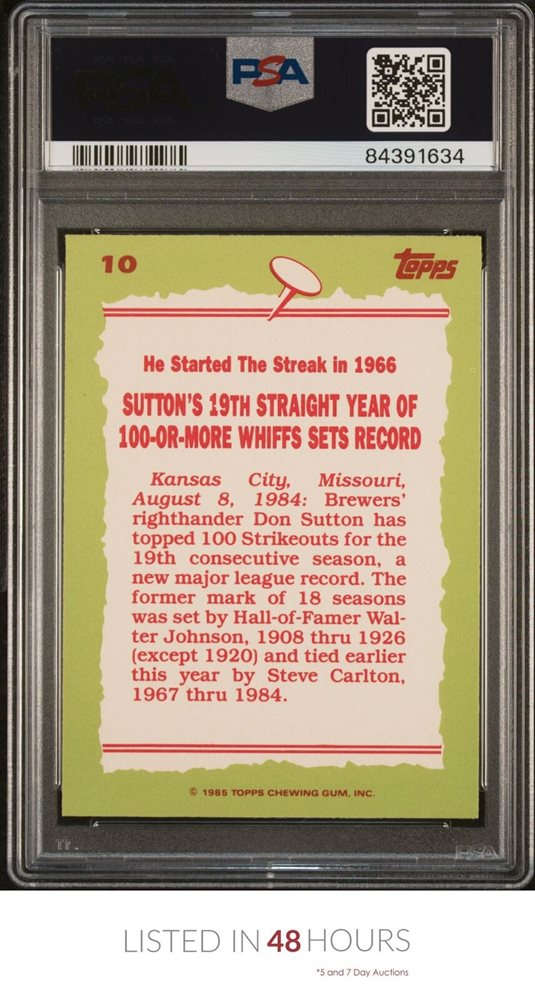 PSA
84391634
10
topps
He Started The Streak in 1966
SUTTON'S 19TH STRAIGHT YEAR OF
100-OR-MORE WHIFFS SETS RECORD
Kansas City, Missouri,
August 8, 1984: Brewers'
righthander Don Sutton has
topped 100 Strikeouts for the
19th consecutive season, a
new major league record. The
former mark of 18 seasons
was set by Hall-of-Famer Wal-
ter Johnson, 1908 thru 1926
(except 1920) and tied earlier
this year by Steve Carlton,
1967 thru 1984.
© 1985 TOPPS CHEWING GUM, INC.
PSA
LISTED IN 48 HOURS
*5 and 7 Day Auctions